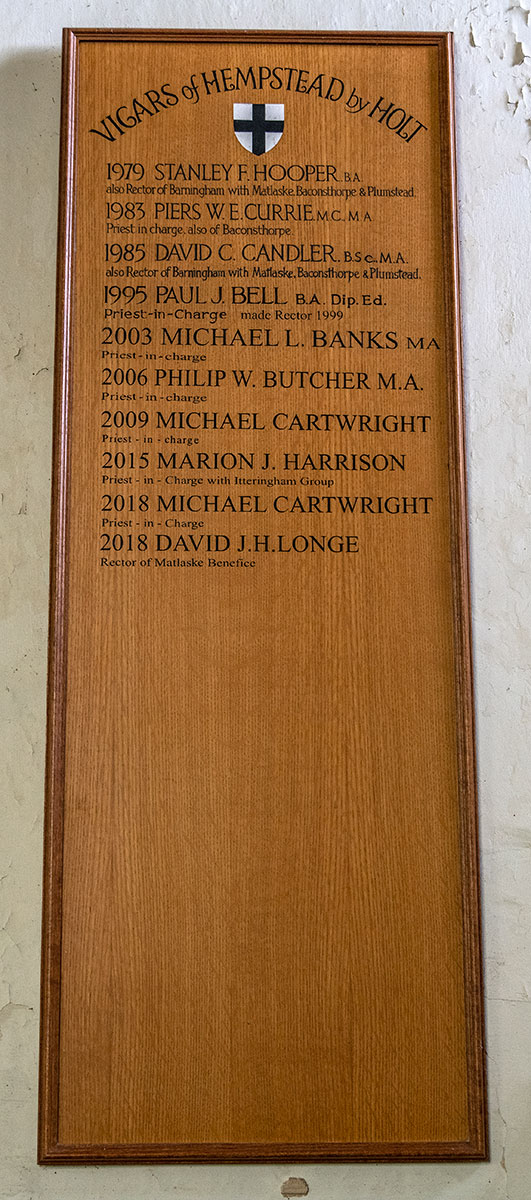 VICARS of HEMPSTEAD by HOLT
1979 STANLEY F. HOOPER. B.A.
also Rector of Barningham with Matlaske, Baconsthorpe & Plumstead.
1983 PIERS W. E. CURRIE M.C. M A
Priest in charge, also of Baconsthorpe.
1985 DAVID C. CANDLER. B.Sc., M.A.
also Rector of Barningham with Matlaske, Baconsthorpe & Plumstead.
1995 PAUL J. BELL B.A. Dip. Ed.
Priest-in-Charge made Rector 1999
2003 MICHAEL L. BANKS MA
Priest - in - charge
2006 PHILIP W. BUTCHER M.A.
Priest - in - charge
2009 MICHAEL CARTWRIGHT
Priest - in - charge
2015 MARION J. HARRISON
Priest - in - Charge with Itteringham Group
2018 MICHAEL CARTWRIGHT
Priest - in - Charge
2018 DAVID J.H.LONGE
Rector of Matlaske Benefice